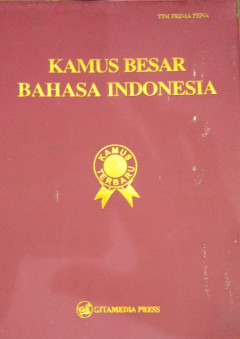 TIM PRIMA PENA
KAMUS BESAR
BAHASA INDONESIA
KAMUS
TERBARU
GITAMEDIA PRESS